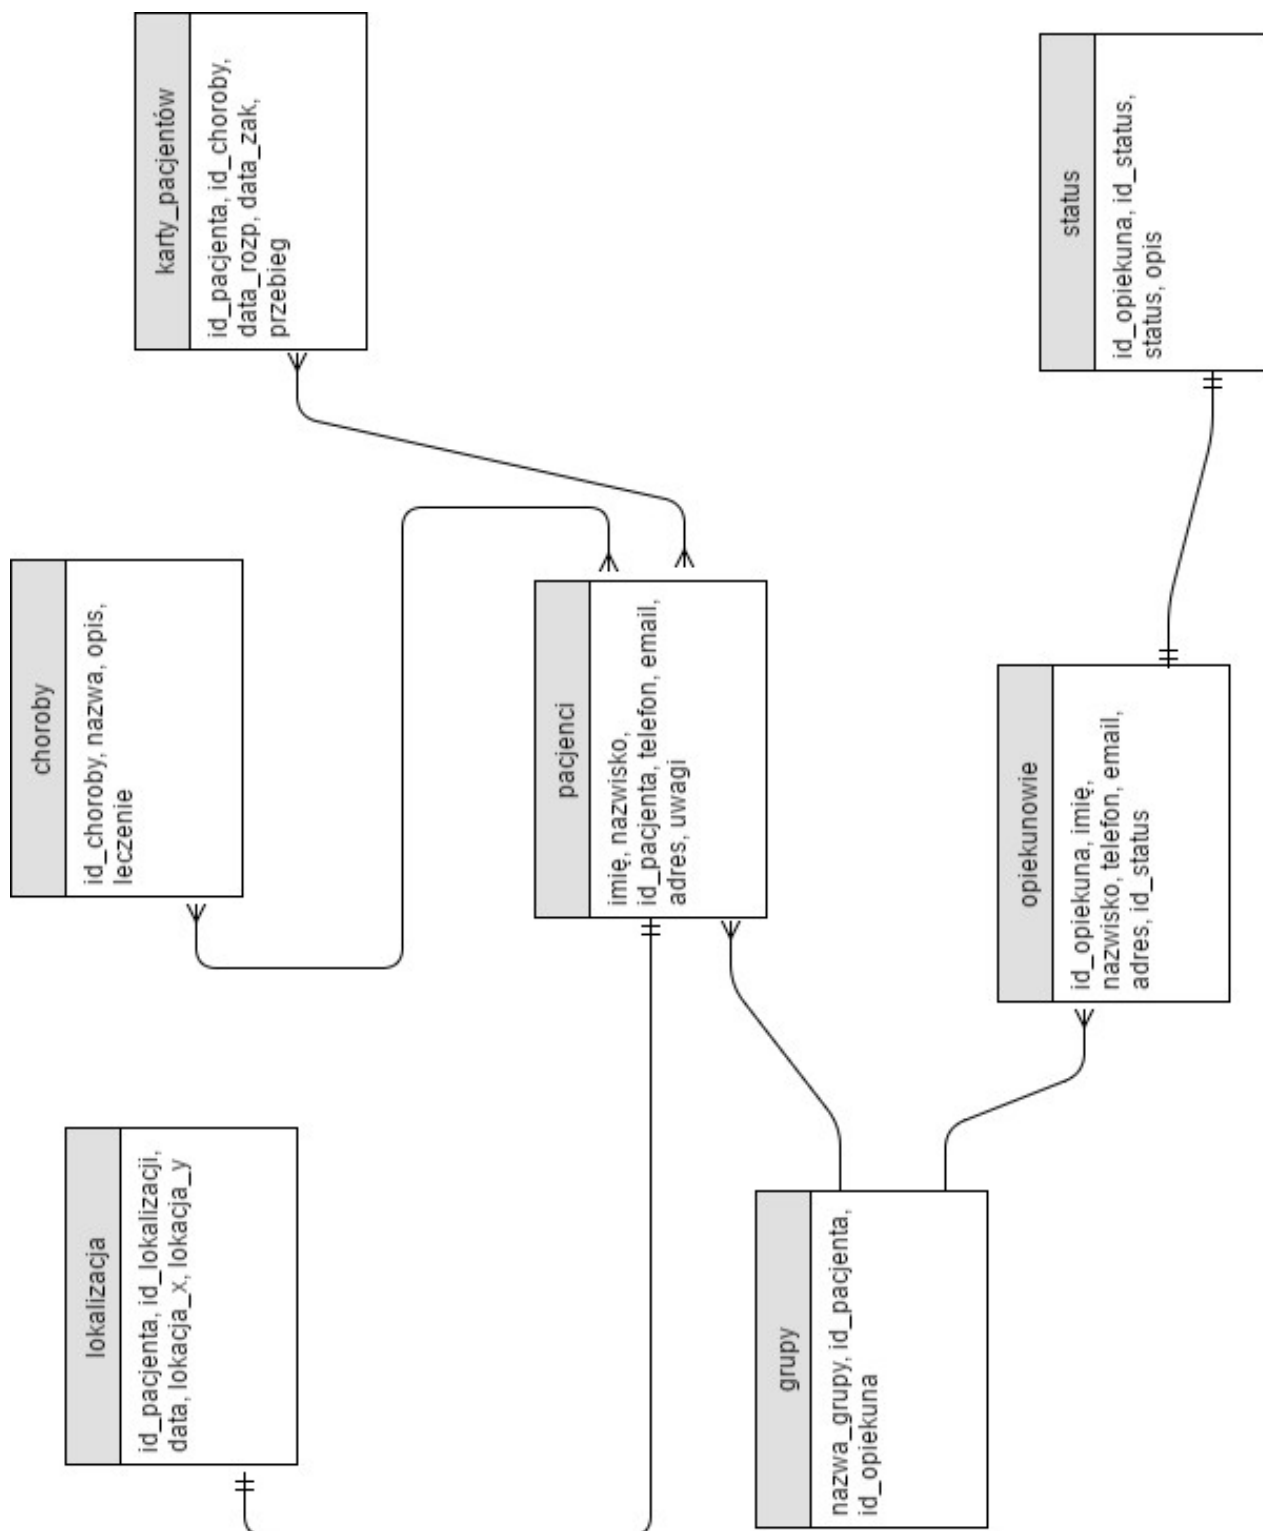 lokalizacja
id_pacjenta, id_lokalizacji,
data, lokacja_x, lokacja_y
choroby
id_choroby, nazwa, opis,
leczenie
karty_pacjentów
id_pacjenta, id_choroby,
data_rozp, data_zak,
przebieg
pacjenci
imię, nazwisko,
id_pacjenta, telefon, email,
adres, uwagi
grupy
nazwa_grupy, id_pacjenta,
id_opiekuna
opiekunowie
id_opiekuna, imię,
nazwisko, telefon, email,
adres, id_status
status
id_opiekuna, id_status,
status, opis